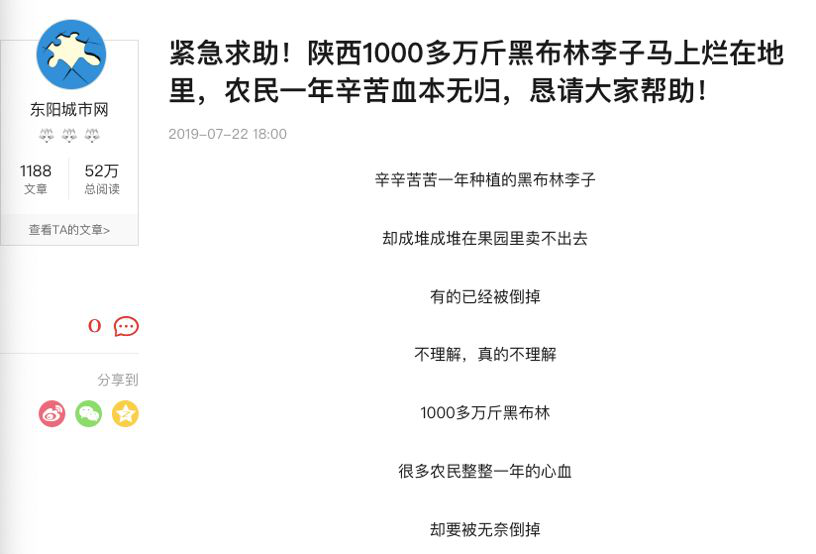 紧急求助！陕西1000多万斤黑布林李子马上烂在地
里，农民一年辛苦血本无归，恳请大家帮助！
2019-07-22 18:00
东阳城市网
1188
52万
文章
总阅读
查看TA的文章>
0
分享到
辛辛苦苦一年种植的黑布林李子
却成堆成堆在果园里卖不出去
有的已经被倒掉
不理解，真的不理解
1000多万斤黑布林
很多农民整整一年的心血
却要被无奈倒掉